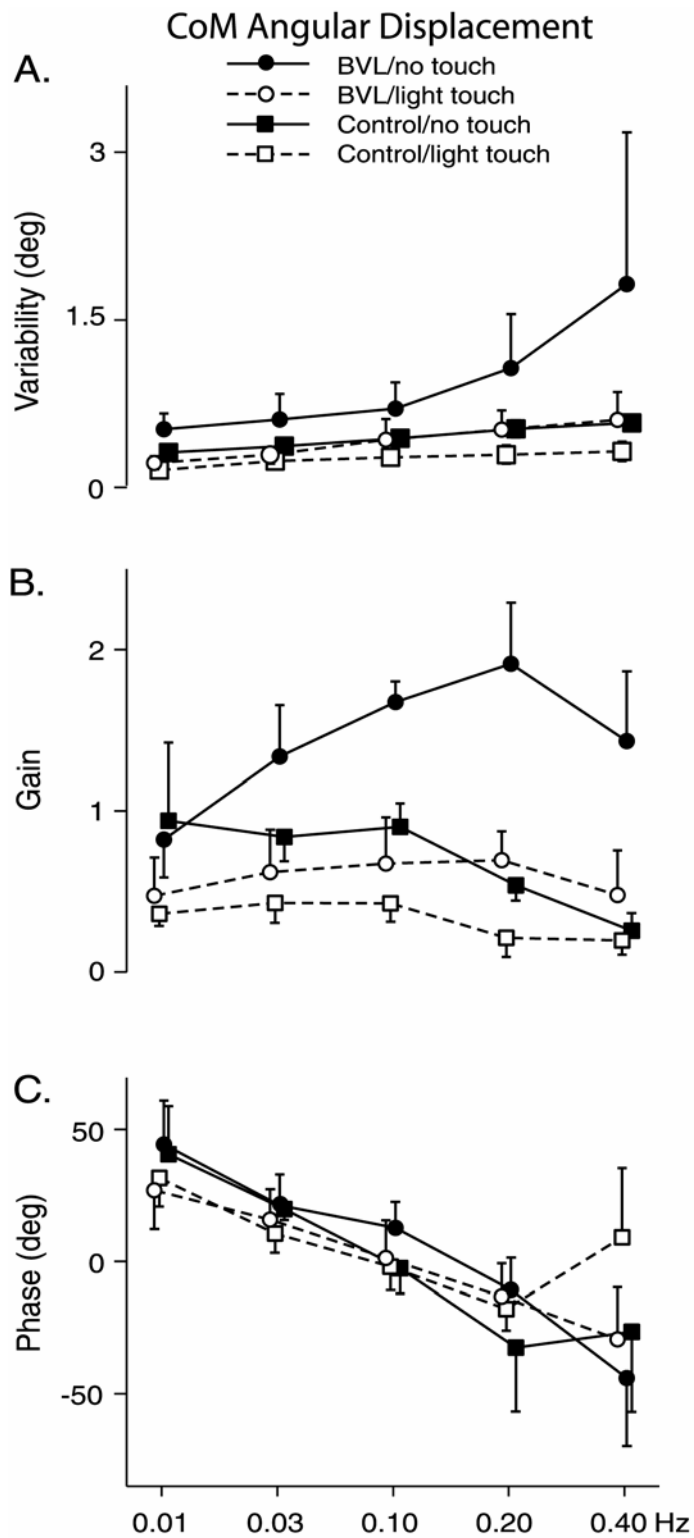 CoM Angular Displacement
A.
BVL/no touch
BVL/light touch
Control/no touch
Control/light touch
3
1.5
0
Variability (deg)
B.
2
1
0
Gain
C.
50
0
-50
Phase (deg)
0.01 0.03 0.10 0.20 0.40 Hz